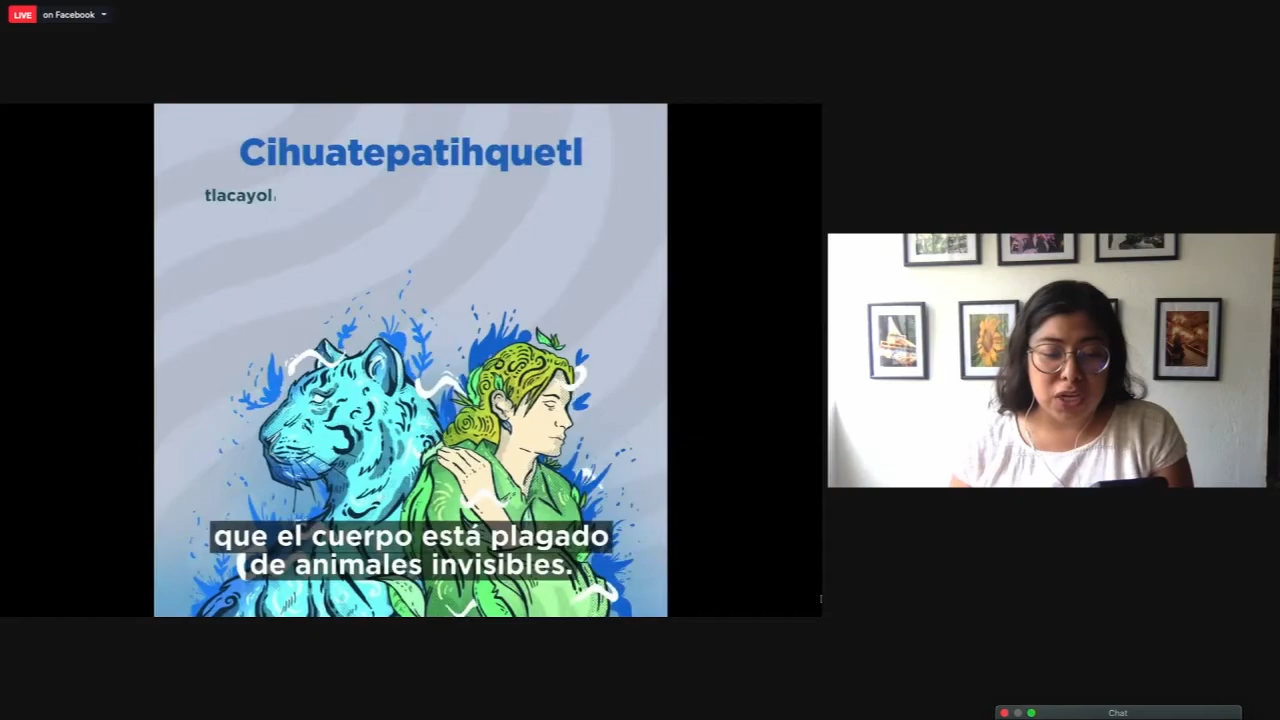 LIVE on Facebook
Cihuatepatihquetl
tlacayol
que el cuerpo está plagado
de animales invisibles.
Chat